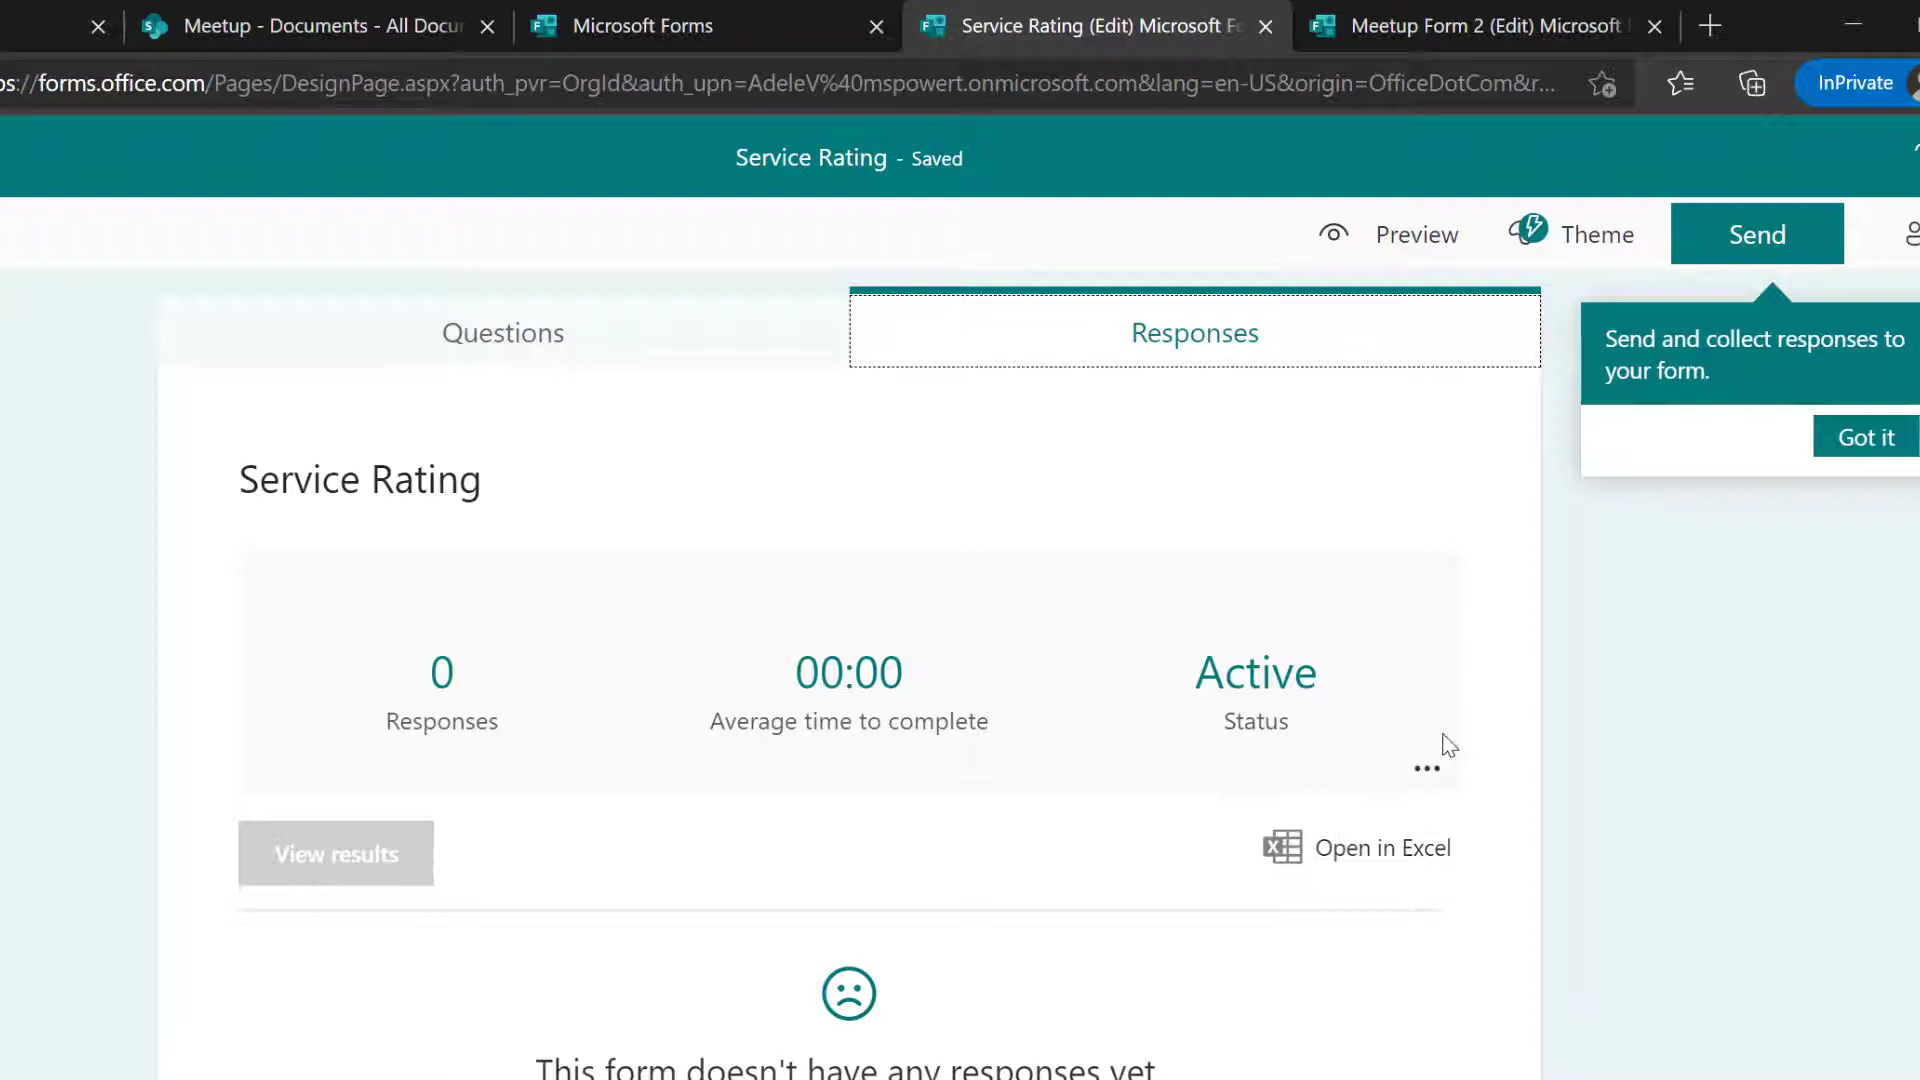 Meetup - Documents - All Docu
Microsoft Forms
Service Rating (Edit) Microsoft Fo
Meetup Form 2 (Edit) Microsoft
ps://forms.office.com/Pages/DesignPage.aspx?auth_pvr=OrgId&auth_upn=AdeleV%40mspowert.onmicrosoft.com&lang=en-US&origin=OfficeDotCom&r...
InPrivate
Service Rating - Saved
Preview
Theme
Send
Questions
Responses
Send and collect responses to
your form.
Got it
Service Rating
0
00:00
Active
Responses
Average time to complete
Status
View results
Open in Excel
This form doesn't have any responses yet